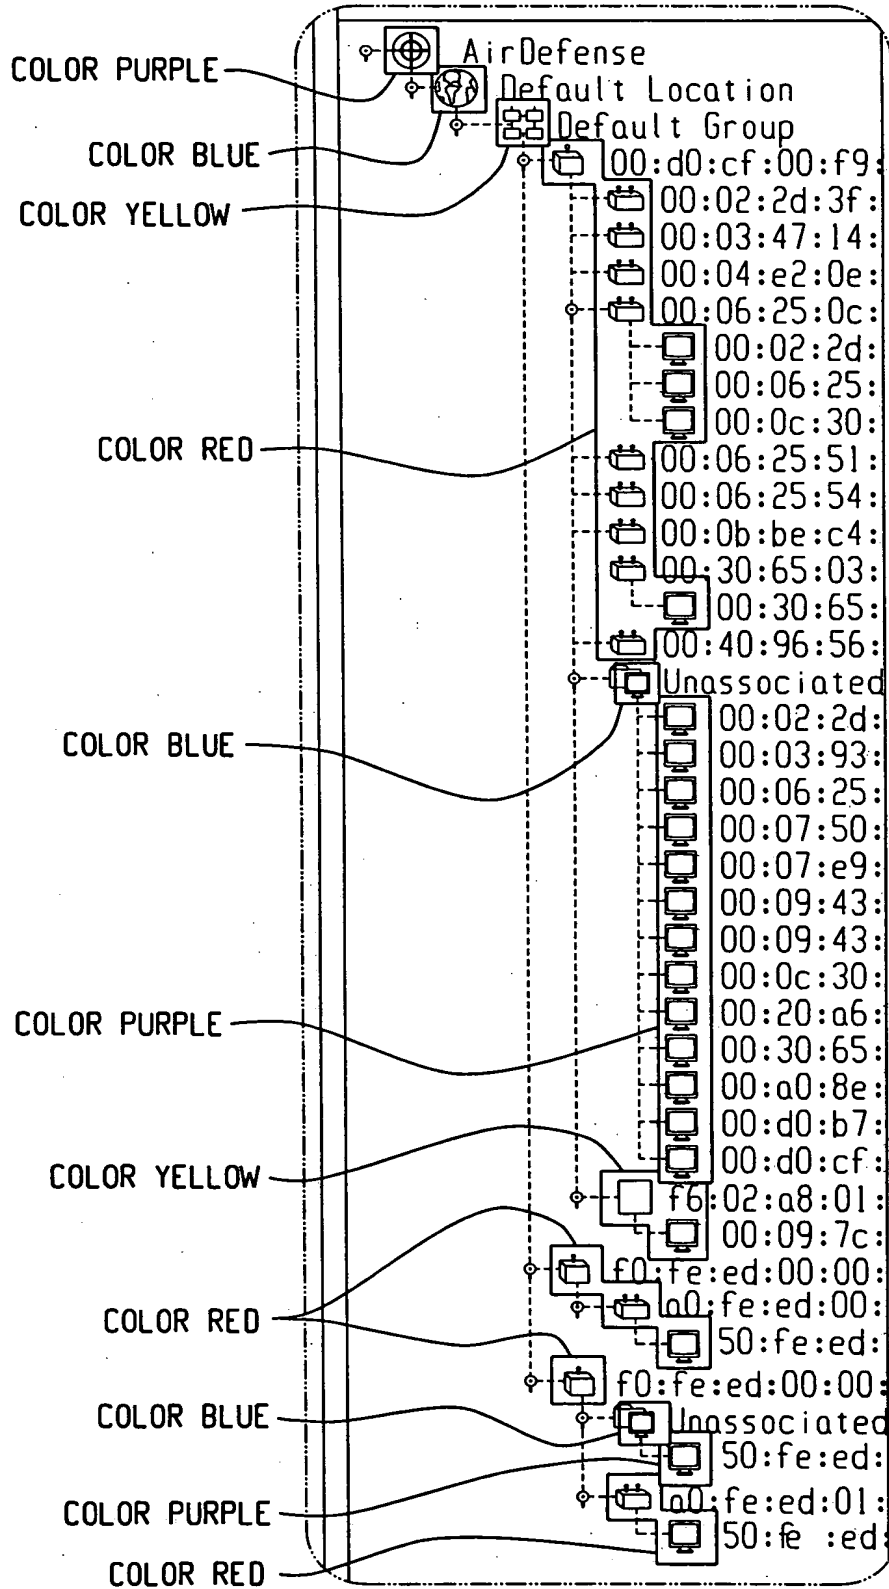 AirDefense
COLOR PURPLE
Default Location
Default Group
COLOR BLUE
00:d0:cf:00:f9:
00:02:2d:3f:
COLOR YELLOW
00:03:47:14:
00:04:e2:0e:
00:06:25:0c:
00:02:2d:
00:06:25:
00:0c:30:
COLOR RED
00:06:25:51:
00:06:25:54:
00:0b:be:c4:
00:30:65:03:
00:30:65:
00:40:96:56:
Unassociated
00:02:2d:
COLOR BLUE
00:03:93:
00:06:25:
00:07:50:
00:07:e9:
00:09:43:
00:09:43:
00:0c:30:
00:20:a6:
COLOR PURPLE
00:30:65:
00:a0:8e:
00:d0:b7:
00:d0:cf:
COLOR YELLOW
f6:02:a8:01:
00:09:7c:
f0:fe:ed:00:00:
a0:fe:ed:00:
COLOR RED
50:fe:ed:
f0:fe:ed:00:00:
COLOR BLUE
Unassociated
50:fe:ed:
a0:fe:ed:01:
COLOR PURPLE
50:fe :ed:
COLOR RED